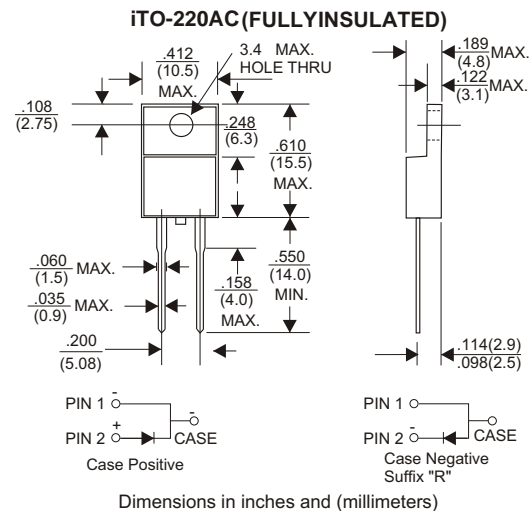 iTO-220AC (FULLYINSULATED)
.412
(10.5)
MAX.
3.4 MAX.
HOLE THRU
.189
(4.8) MAX.
.122
(3.1) MAX.
.108
(2.75)
.248
(6.3)
.610
(15.5)
MAX.
.060
(1.5) MAX.
.035
(0.9) MAX.
.158
(4.0)
MAX.
.550
(14.0)
MIN.
.200
(5.08)
.114(2.9)
.098(2.5)
PIN 1 -
PIN 2 +
-
CASE
Case Positive
PIN 1
PIN 2 -
CASE
Case Negative
Suffix "R"
Dimensions in inches and (millimeters)